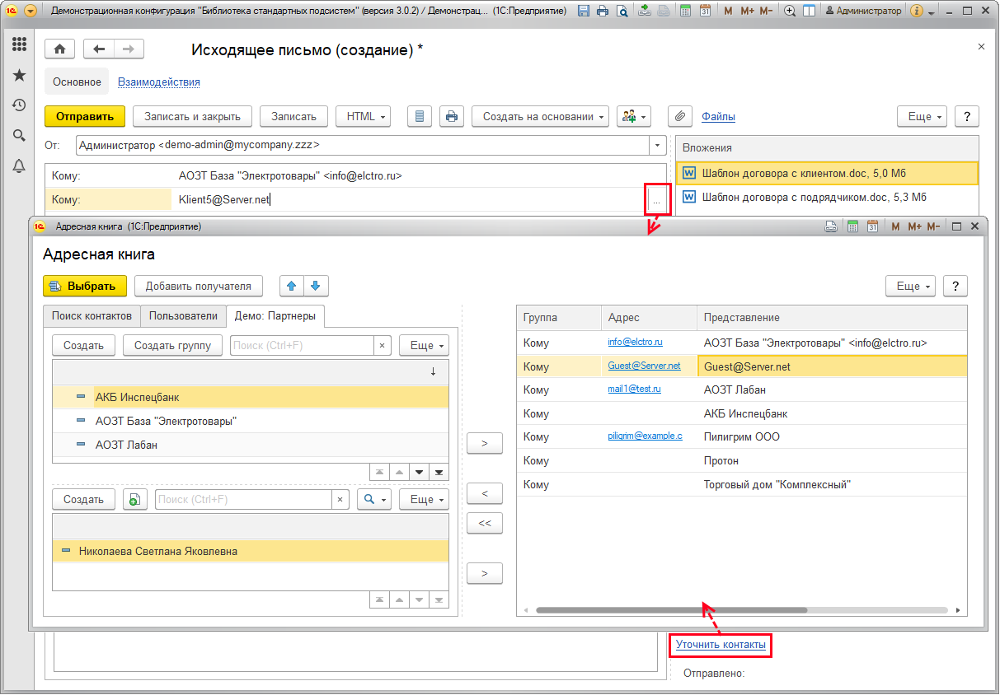 Демонстрационная конфигурация "Библиотека стандартных подсистем" (версия 3.0.2) / Демонстрац... (1С:Предприятие) M M+ M- Администратор
Исходящее письмо (создание) *
Основное Взаимодействия
Отправить Записать и закрыть Записать HTML Создать на основании Файлы Еще ?
От: Администратор <demo-admin@mycompany.zzz>
Вложения
Кому: АОЗТ База "Электротовары" <info@elctro.ru>
Шаблон договора с клиентом.doc, 5,0 Мб
Кому: Klient5@Server.net ...
Шаблон договора с подрядчиком.doc, 5,3 Мб
Адресная книга (1С:Предприятие) 31 M M+ M-
Адресная книга
Выбрать Добавить получателя Еще ?
Поиск контактов Пользователи Демо: Партнеры
Группа Адрес Представление
Создать Создать группу Поиск (Ctrl+F) × Еще
Кому info@elctro.ru АОЗТ База "Электротовары" <info@elctro.ru>
Кому Guest@Server.net Guest@Server.net
Кому mail1@test.ru АОЗТ Лабан
Кому АКБ Инспецбанк
Кому piligrim@example.c Пилигрим ООО
Кому Протон
Кому Торговый дом "Комплексный"
АКБ Инспецбанк
АОЗТ База "Электротовары"
АОЗТ Лабан
>
<
<<
>
Создать Поиск (Ctrl+F) × Еще
Николаева Светлана Яковлевна
Уточнить контакты
Отправлено: